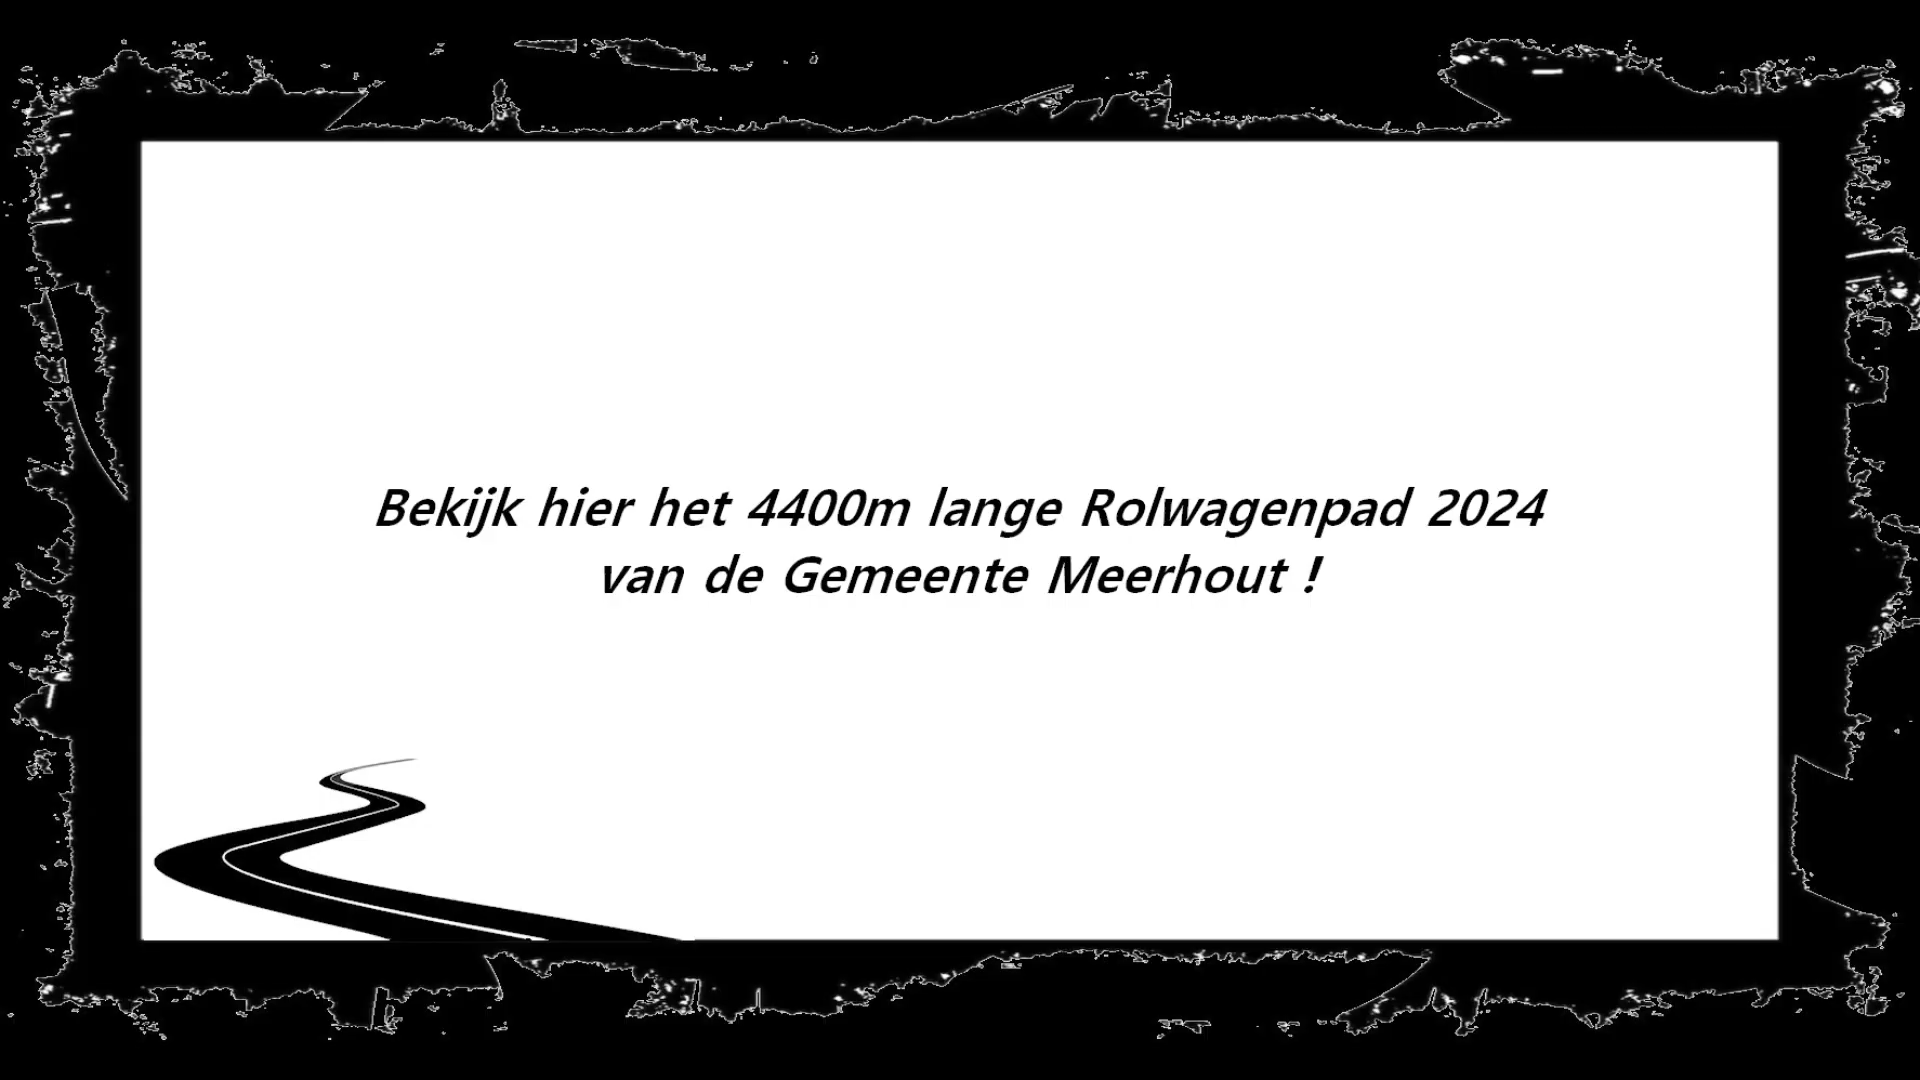 Bekijk hier het 4400m lange Rolwagenpad 2024
van de Gemeente Meerhout !